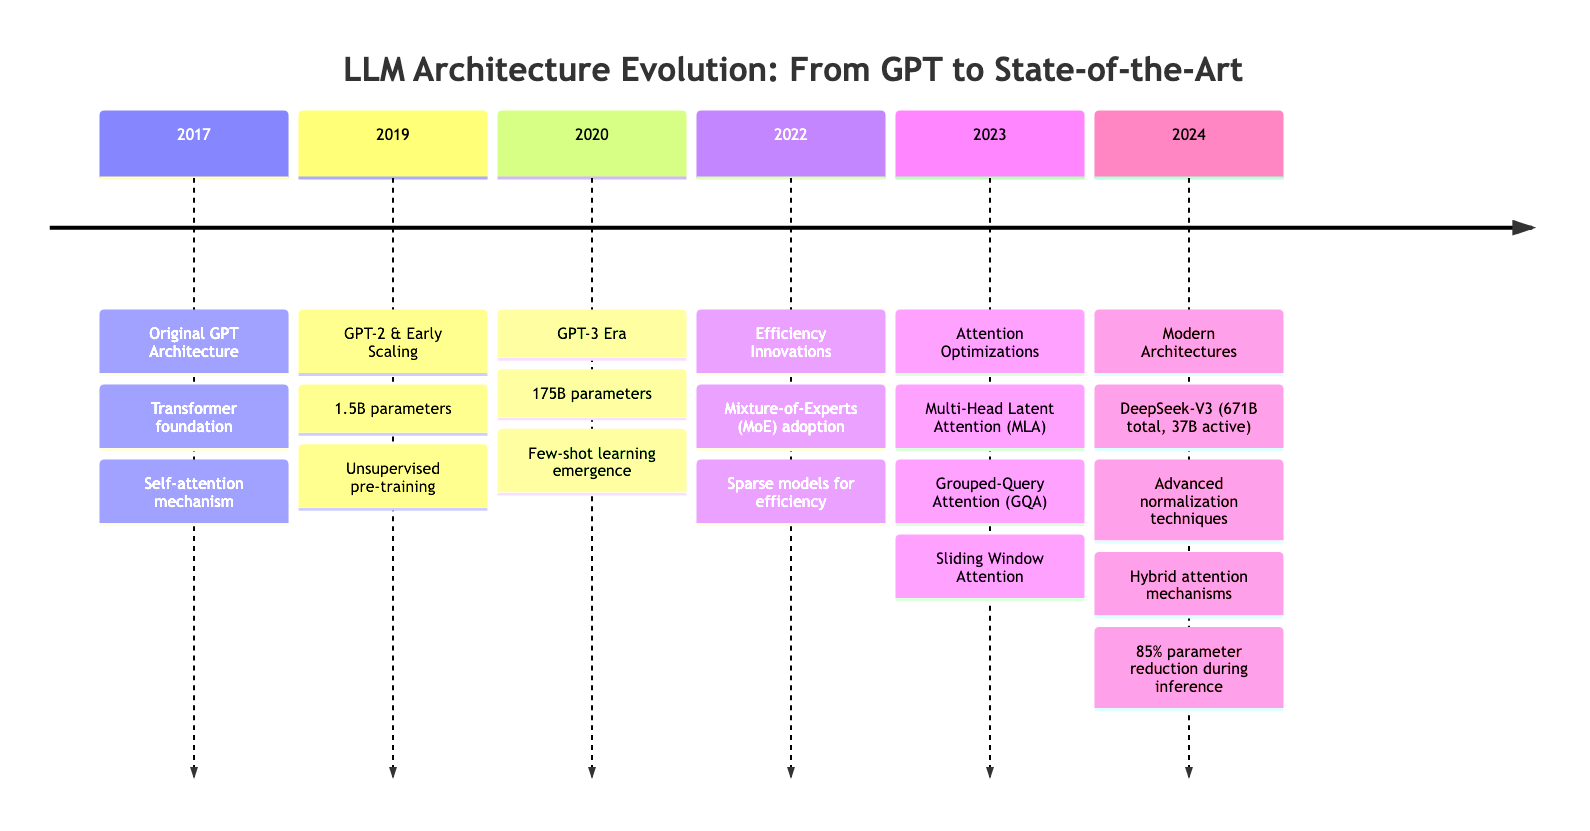 LLM Architecture Evolution: From GPT to State-of-the-Art
2017
2019
2020
2022
2023
2024
Original GPT
Architecture
Transformer
foundation
Self-attention
mechanism
GPT-2 & Early
Scaling
1.5B parameters
Unsupervised
pre-training
GPT-3 Era
175B parameters
Few-shot learning
emergence
Efficiency
Innovations
Mixture-of-Experts
(MoE) adoption
Sparse models for
efficiency
Attention
Optimizations
Multi-Head Latent
Attention (MLA)
Grouped-Query
Attention (GQA)
Sliding Window
Attention
Modern
Architectures
DeepSeek-V3 (671B
total, 37B active)
Advanced
normalization
techniques
Hybrid attention
mechanisms
85% parameter
reduction during
inference